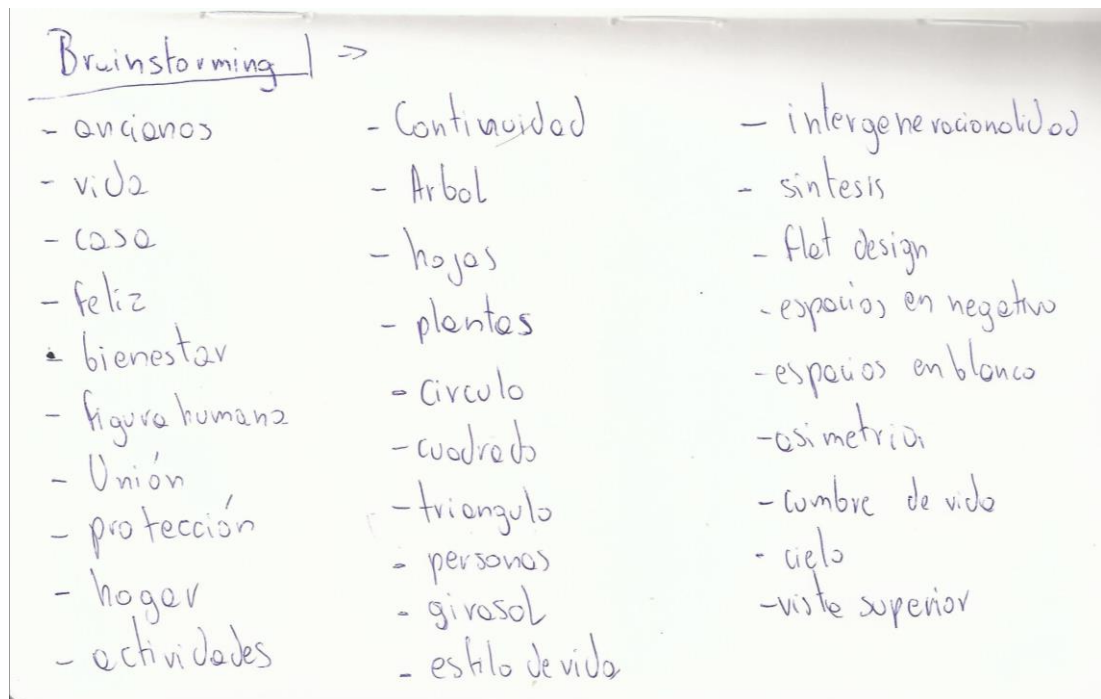 Brainstorming =>
- ancianos
- vida
- casa
- feliz
- bienestar
- figura humana
- Unión
- protección
- hogar
- actividades
- Continuidad
- Arbol
- hojas
- plantas
- Circulo
- cuadrado
- triangulo
- personas
- girasol
- estilo de vida
- intergeneracionalidad
- sintesis
- flat design
- espacios en negativo
- espacios en blanco
- asimetria
- cumbre de vida
- cielo
- vista superior